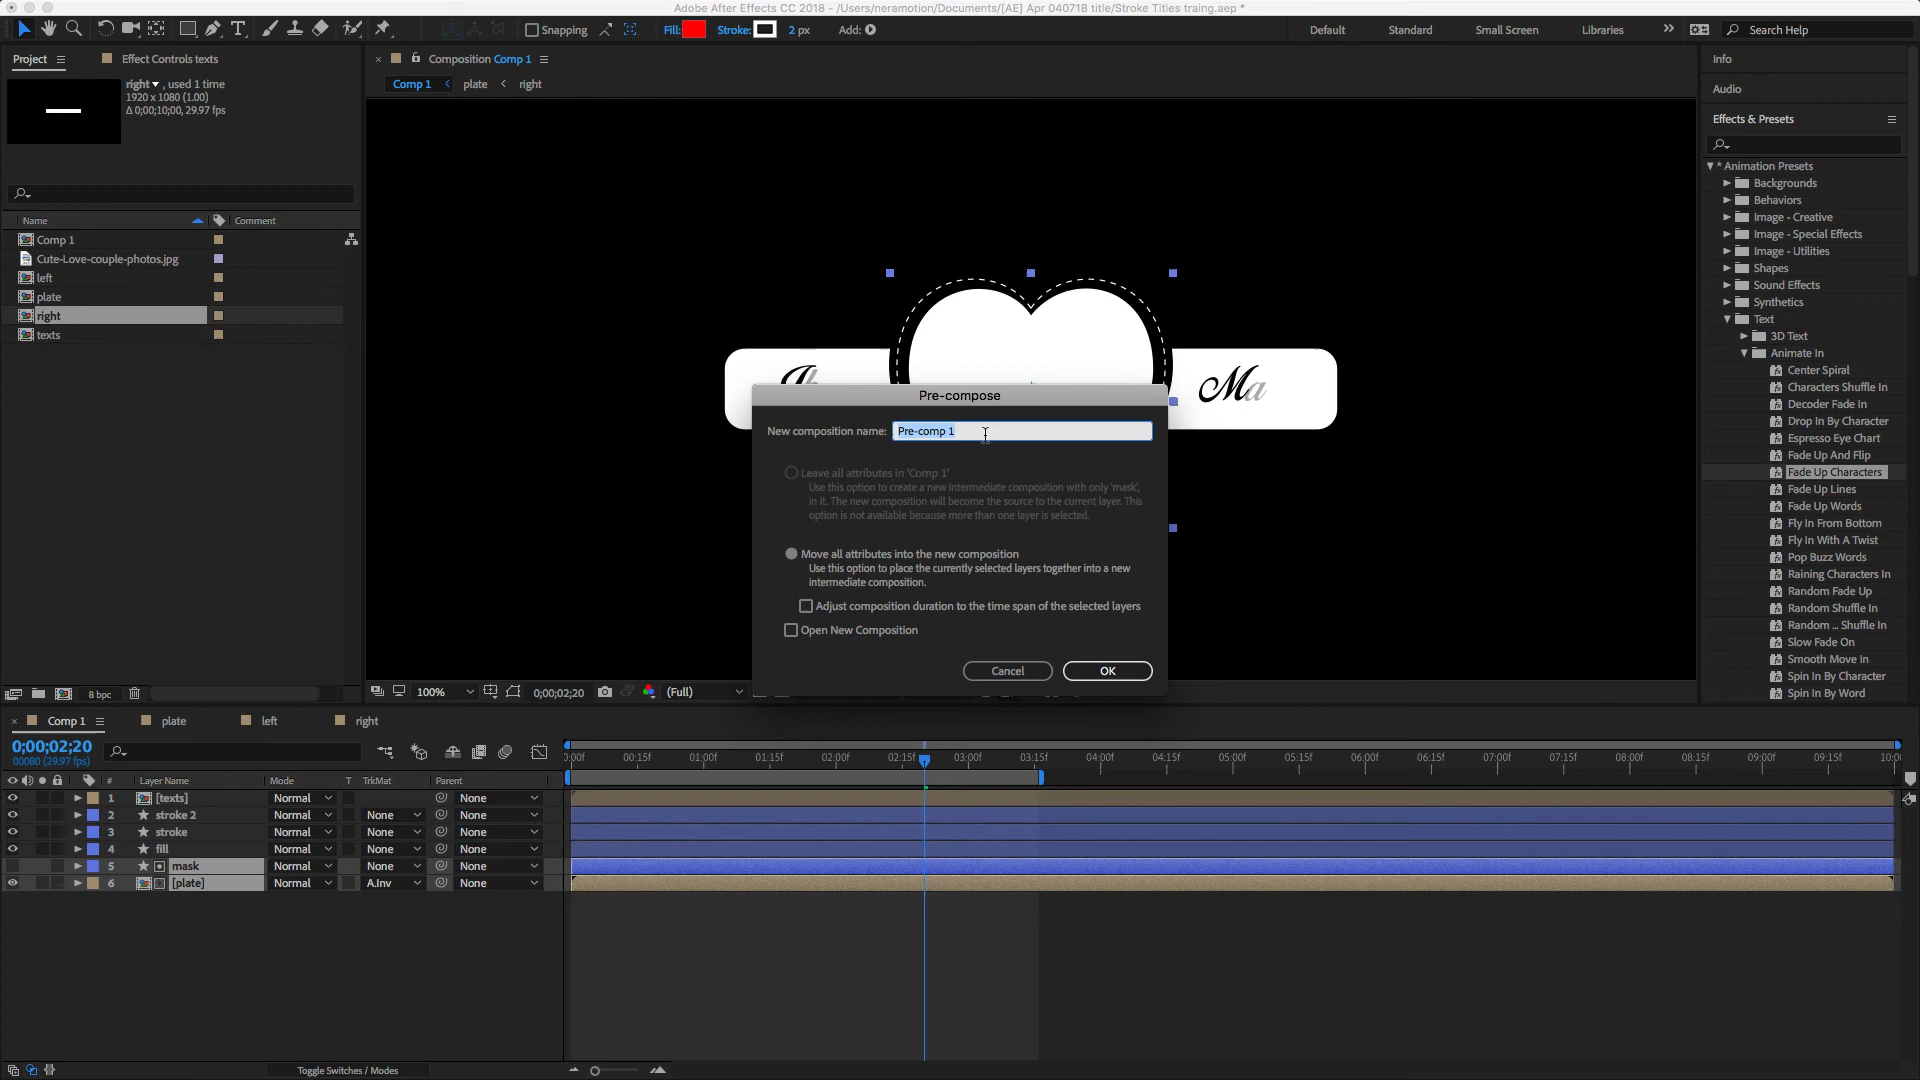 Adobe After Effects CC 2018 - /Users/neramotion/Documents/[AE] Apr 040718 title/Stroke Titles traing.aep *
Snapping
Fill:
Stroke:
2 px
Add:
Default
Standard
Small Screen
Libraries
Search Help
Project
Effect Controls texts
right , used 1 time
1920 x 1080 (1.00)
Δ 0;00;10;00, 29.97 fps
Name
Comment
Comp 1
Cute-Love-couple-photos.jpg
left
plate
right
texts
8 bpc
Composition Comp 1
Comp 1
plate
right
Ma
Pre-compose
New composition name:
Pre-comp 1
Leave all attributes in 'Comp 1'
Use this option to create a new intermediate composition with only 'mask',
in it. The new composition will become the source to the current layer. This
option is not available because more than one layer is selected.
Move all attributes into the new composition
Use this option to place the currently selected layers together into a new
intermediate composition.
Adjust composition duration to the time span of the selected layers
Open New Composition
Cancel
OK
100%
0;00;02;20
(Full)
Info
Audio
Effects & Presets
* Animation Presets
Backgrounds
Behaviors
Image - Creative
Image - Special Effects
Image - Utilities
Shapes
Sound Effects
Synthetics
Text
3D Text
Animate In
Center Spiral
Characters Shuffle In
Decoder Fade In
Drop In By Character
Espresso Eye Chart
Fade Up And Flip
Fade Up Characters
Fade Up Lines
Fade Up Words
Fly In From Bottom
Fly In With A Twist
Pop Buzz Words
Raining Characters In
Random Fade Up
Random Shuffle In
Random ... Shuffle In
Slow Fade On
Smooth Move In
Spin In By Character
Spin In By Word
Comp 1
plate
left
right
0;00;02;20
00080 (29.97 fps)
:00f 00:15f 01:00f 01:15f 02:00f 02:15f 03:00f 03:15f 04:00f 04:15f 05:00f 05:15f 06:00f 06:15f 07:00f 07:15f 08:00f 08:15f 09:00f 09:15f 10:00
# Layer Name Mode T TrkMat Parent
1 [texts] Normal None
2 stroke 2 Normal None None
3 stroke Normal None None
4 fill Normal None None
5 mask Normal None None
6 [plate] Normal A.Inv None
Toggle Switches / Modes